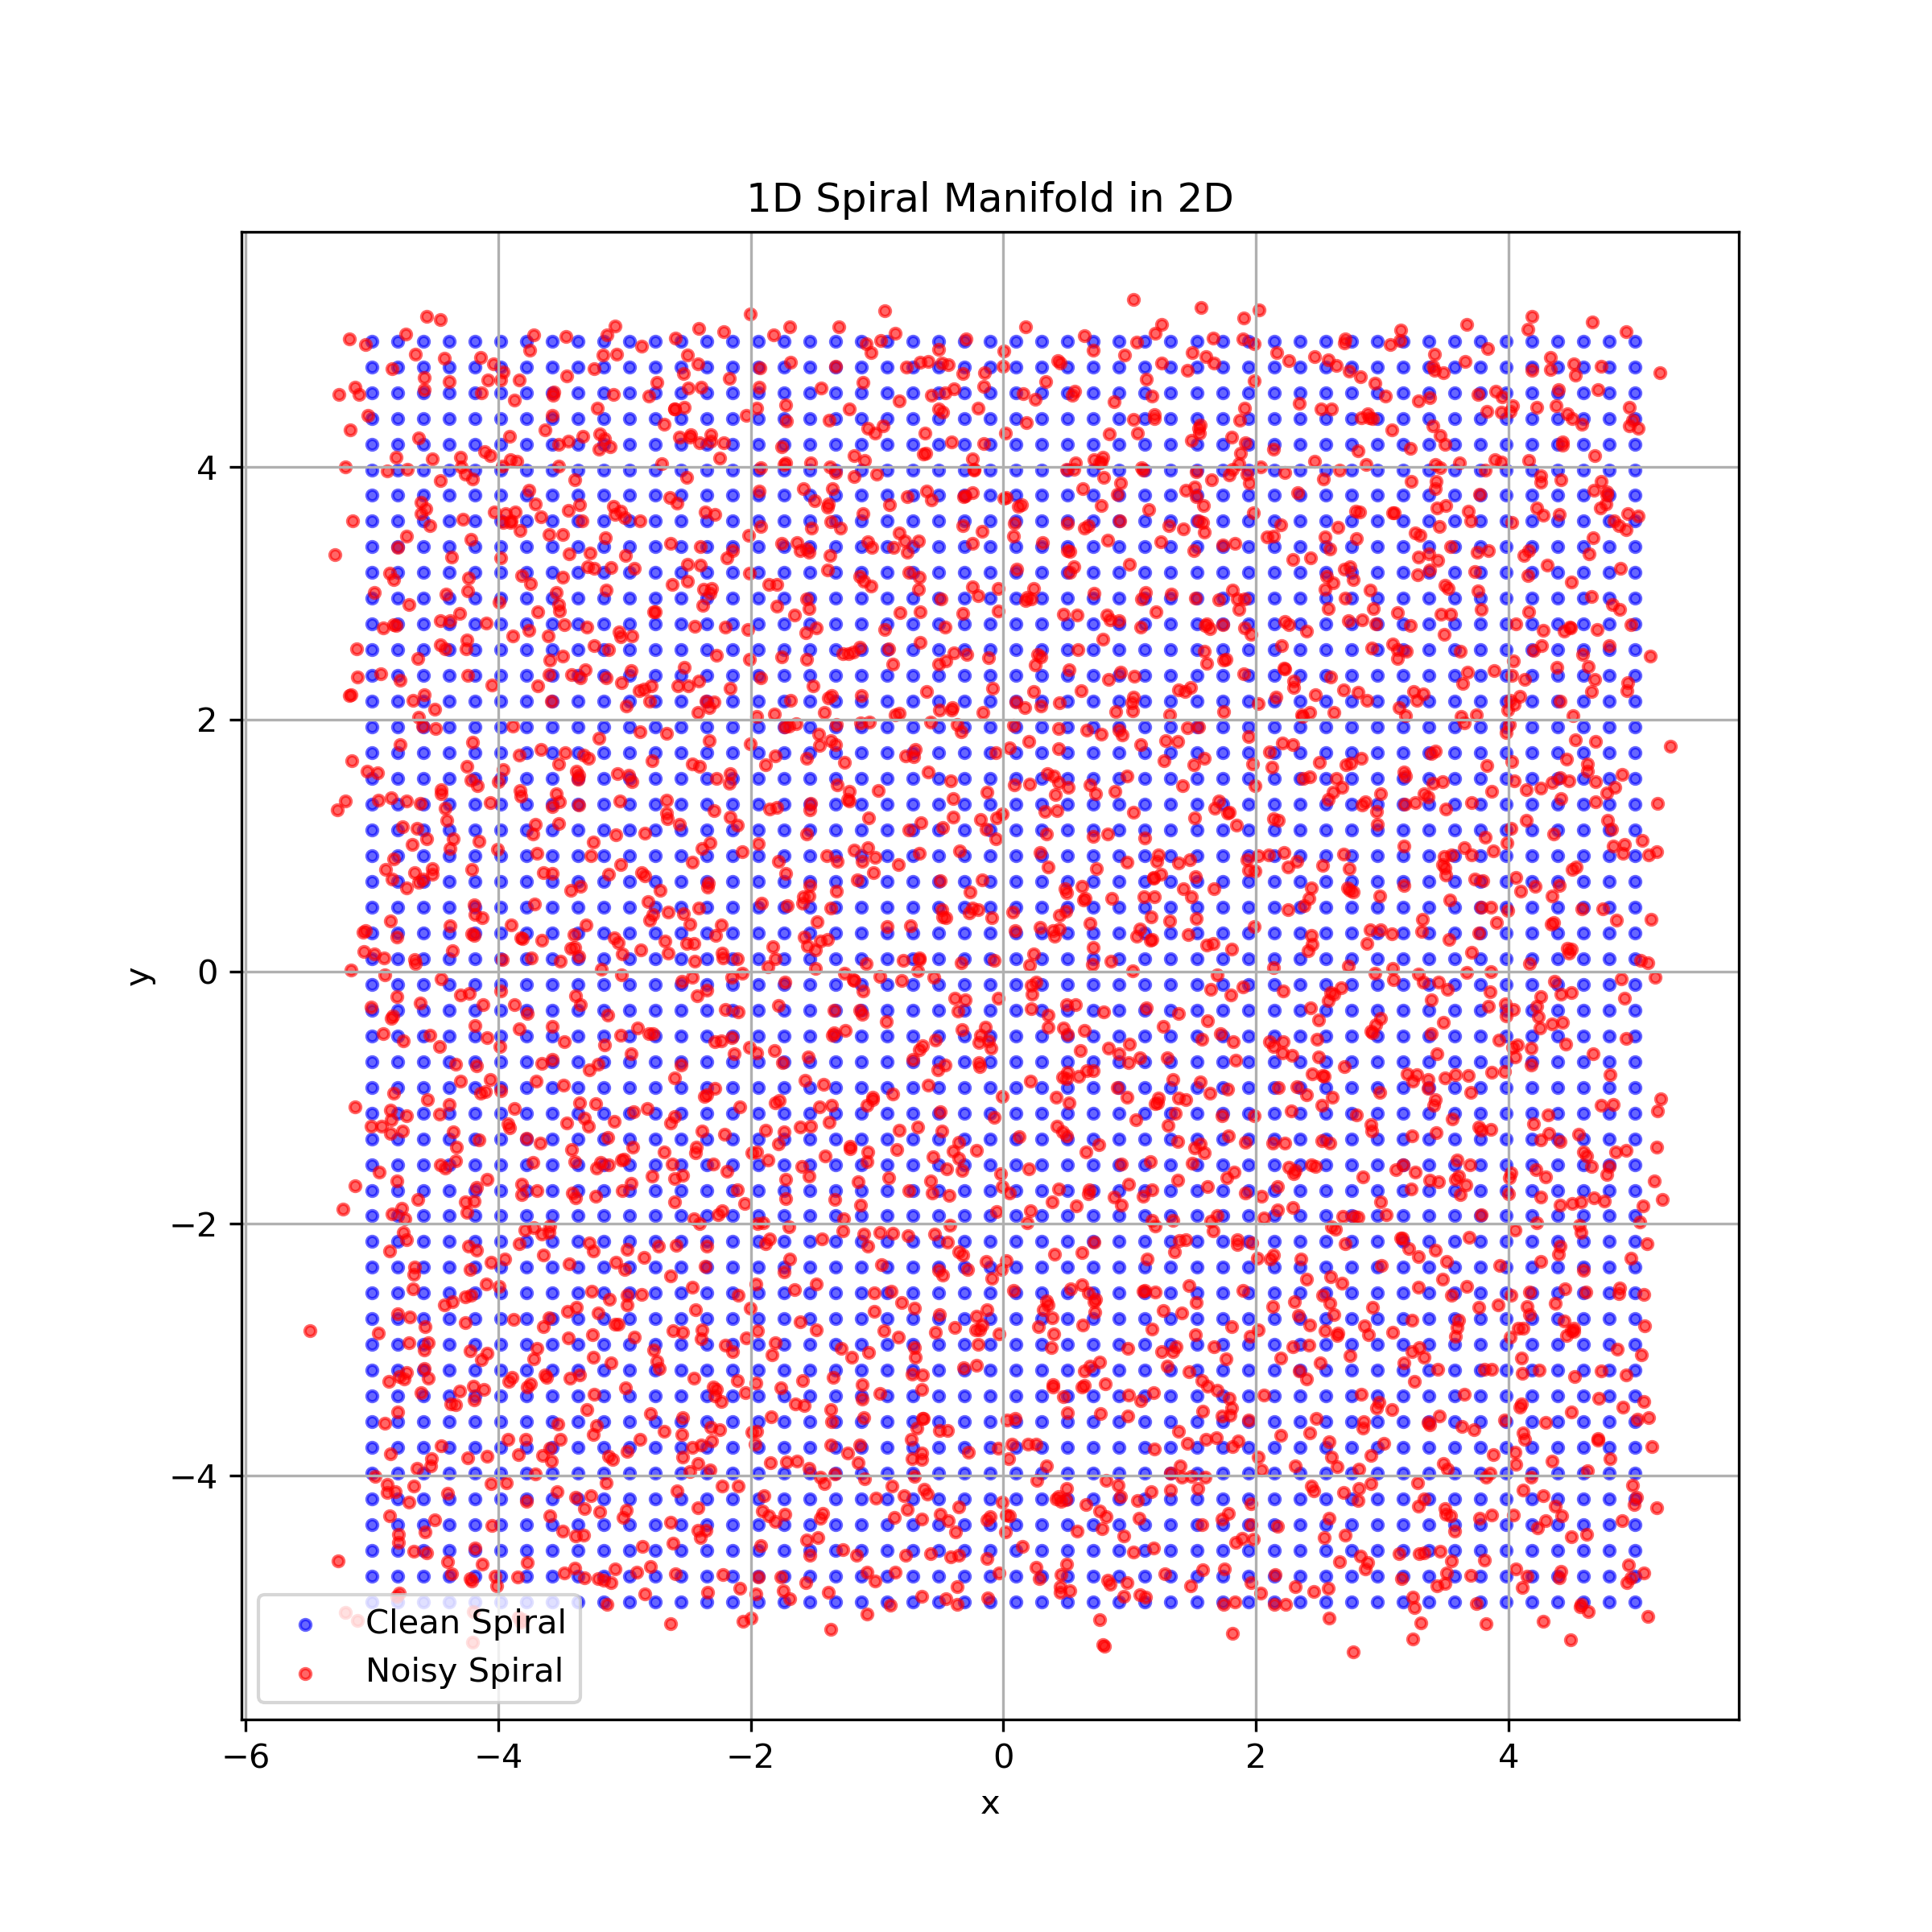 1D Spiral Manifold in 2D
y
4
2
0
−2
−4
Clean Spiral
Noisy Spiral
−6 −4 −2 0 2 4
x